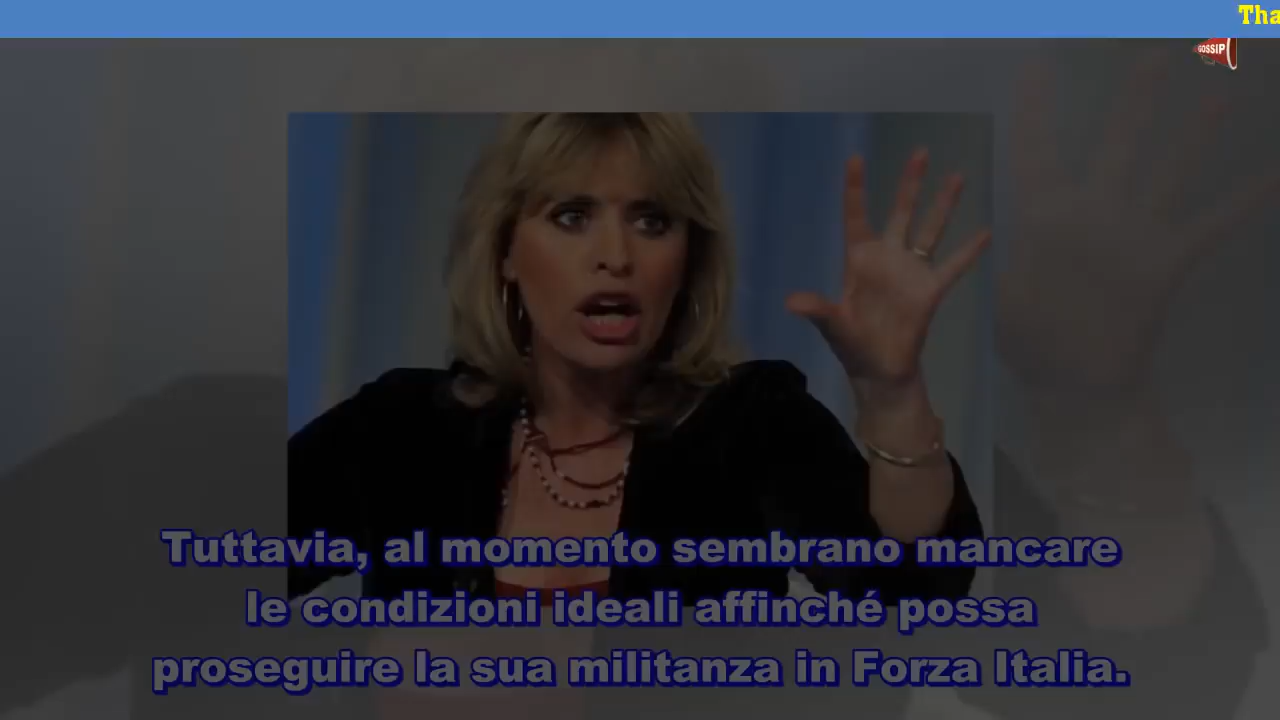 Tha
GOSSIP
Tuttavia, al momento sembrano mancare
le condizioni ideali affinché possa
proseguire la sua militanza in Forza Italia.